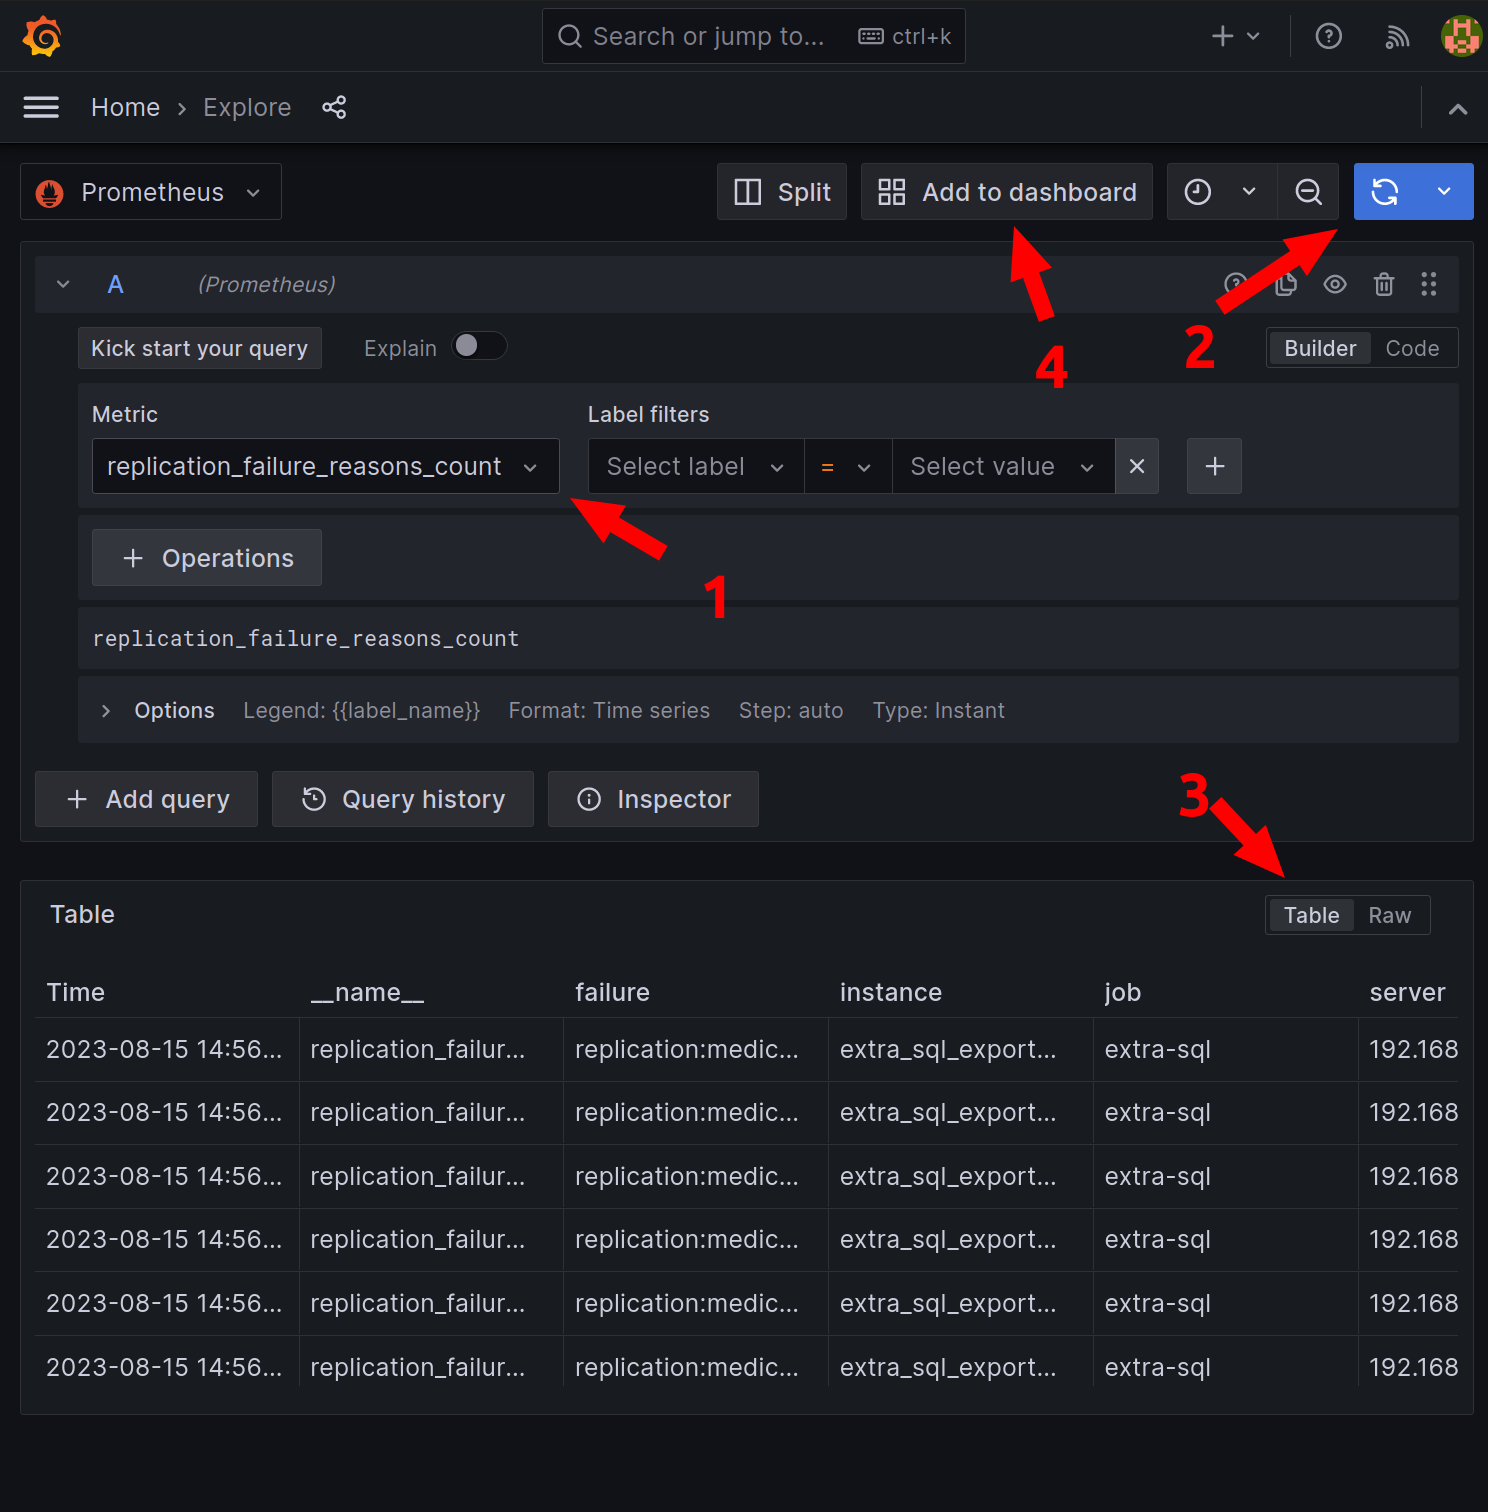 Search or jump to... ctrl+k
Home › Explore
Prometheus Split Add to dashboard
A (Prometheus)
Kick start your query Explain Builder Code
4 2
Metric Label filters
replication_failure_reasons_count Select label = Select value
+ Operations
1
replication_failure_reasons_count
Options Legend: {{label_name}} Format: Time series Step: auto Type: Instant
+ Add query Query history Inspector
3
Table Table Raw
Time __name__ failure instance job server
2023-08-15 14:56... replication_failur... replication:medic... extra_sql_export... extra-sql 192.168
2023-08-15 14:56... replication_failur... replication:medic... extra_sql_export... extra-sql 192.168
2023-08-15 14:56... replication_failur... replication:medic... extra_sql_export... extra-sql 192.168
2023-08-15 14:56... replication_failur... replication:medic... extra_sql_export... extra-sql 192.168
2023-08-15 14:56... replication_failur... replication:medic... extra_sql_export... extra-sql 192.168
2023-08-15 14:56... replication_failur... replication:medic... extra_sql_export... extra-sql 192.168